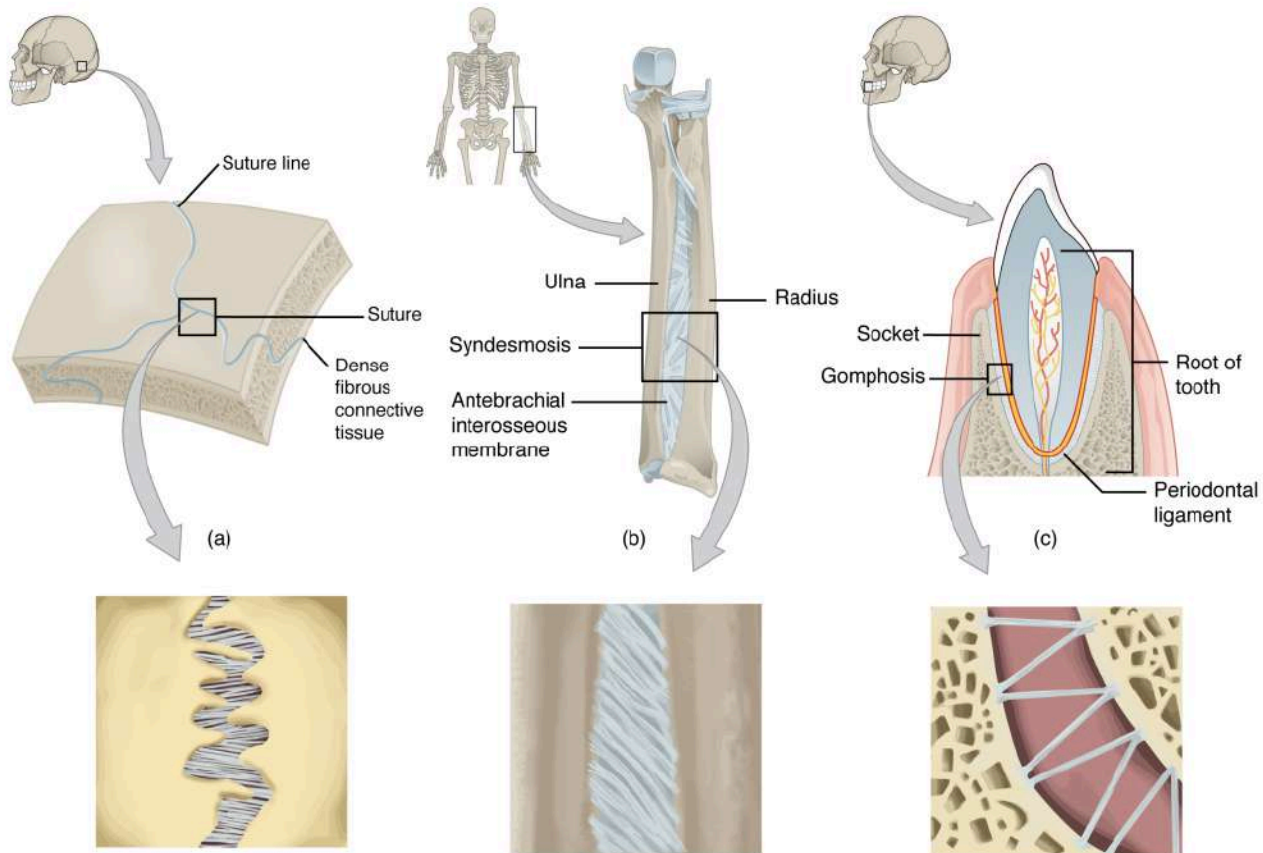 Suture line
Suture
Dense
fibrous
connective
tissue
(a)
Ulna
Radius
Syndesmosis
Antebrachial
interosseous
membrane
(b)
Socket
Gomphosis
Root of
tooth
Periodontal
ligament
(c)